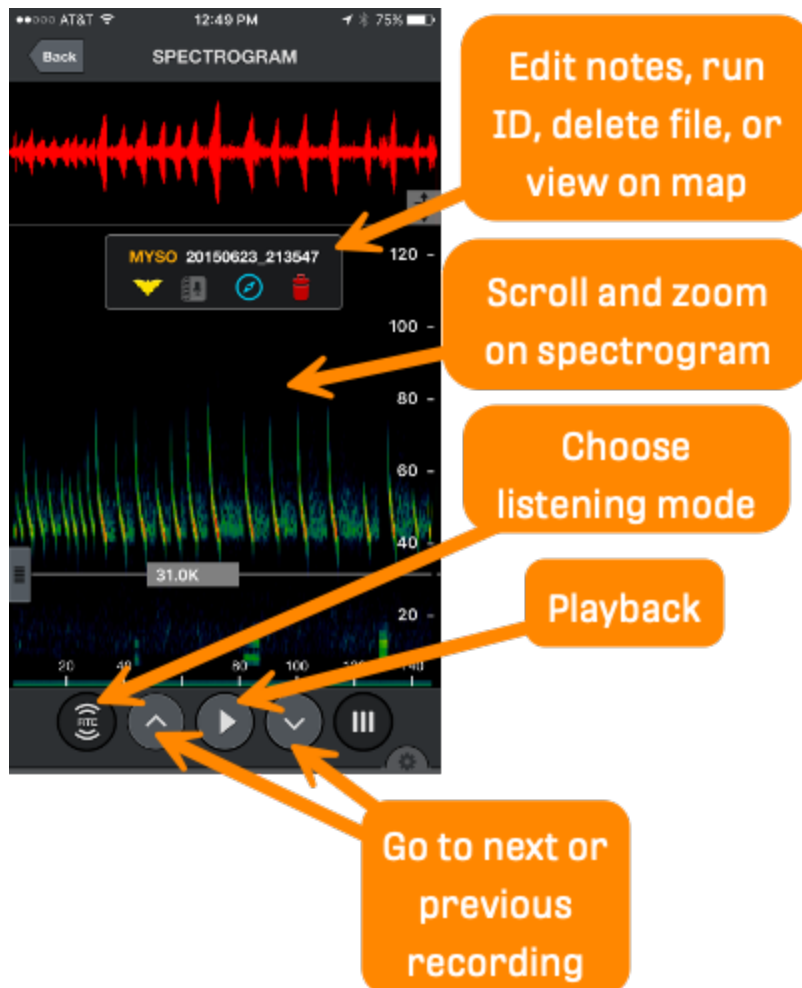 AT&T 12:49 PM 75%
Back SPECTROGRAM
Edit notes, run
ID, delete file, or
view on map
MYSO 20150623_213547
120
Scroll and zoom
on spectrogram
100
80
Choose
listening mode
60
40
31.0K
Playback
20
20 40 80 100 140
RTE
Go to next or
previous
recording